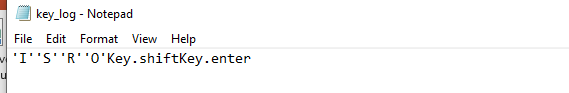 key_log - Notepad
File Edit Format View Help
'I''S''R''O'Key.shiftKey.enter